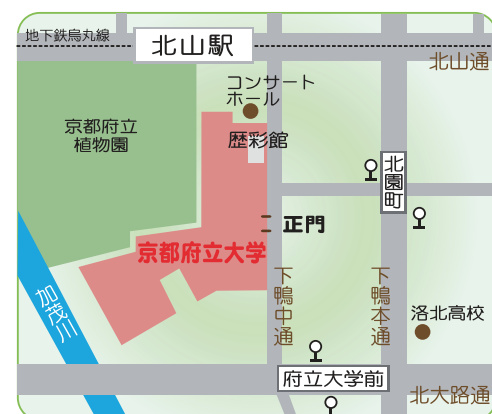 地下鉄烏丸線
北山駅
北山通
コンサート
ホール
京都府立
植物園
歴彩館
北園町
正門
京都府立大学
下鴨中通
下鴨本通
加茂川
洛北高校
府立大学前
北大路通